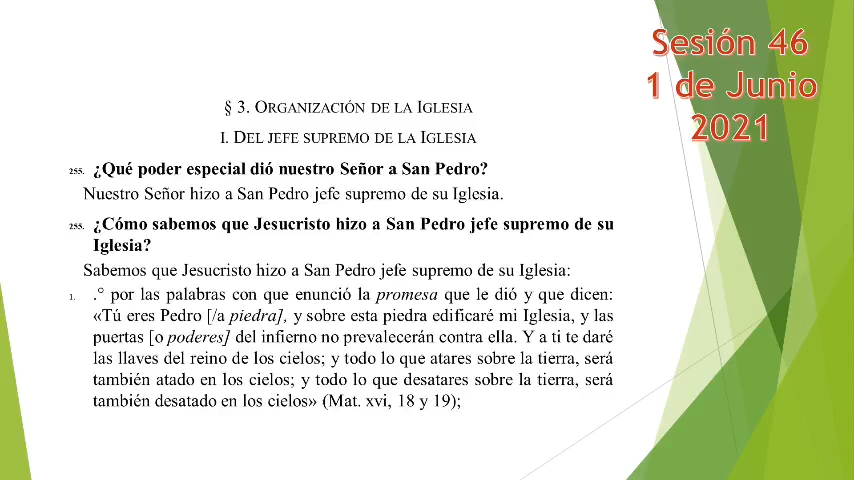 Sesión 46
1 de Junio
2021
§ 3. ORGANIZACIÓN DE LA IGLESIA
I. DEL JEFE SUPREMO DE LA IGLESIA
255. ¿Qué poder especial dió nuestro Señor a San Pedro?
Nuestro Señor hizo a San Pedro jefe supremo de su Iglesia.
255. ¿Cómo sabemos que Jesucristo hizo a San Pedro jefe supremo de su
Iglesia?
Sabemos que Jesucristo hizo a San Pedro jefe supremo de su Iglesia:
1. .° por las palabras con que enunció la promesa que le dió y que dicen:
«Tú eres Pedro [/a piedra], y sobre esta piedra edificaré mi Iglesia, y las
puertas [o poderes] del infierno no prevalecerán contra ella. Y a ti te daré
las llaves del reino de los cielos; y todo lo que atares sobre la tierra, será
también atado en los cielos; y todo lo que desatares sobre la tierra, será
también desatado en los cielos» (Mat. xvi, 18 y 19);